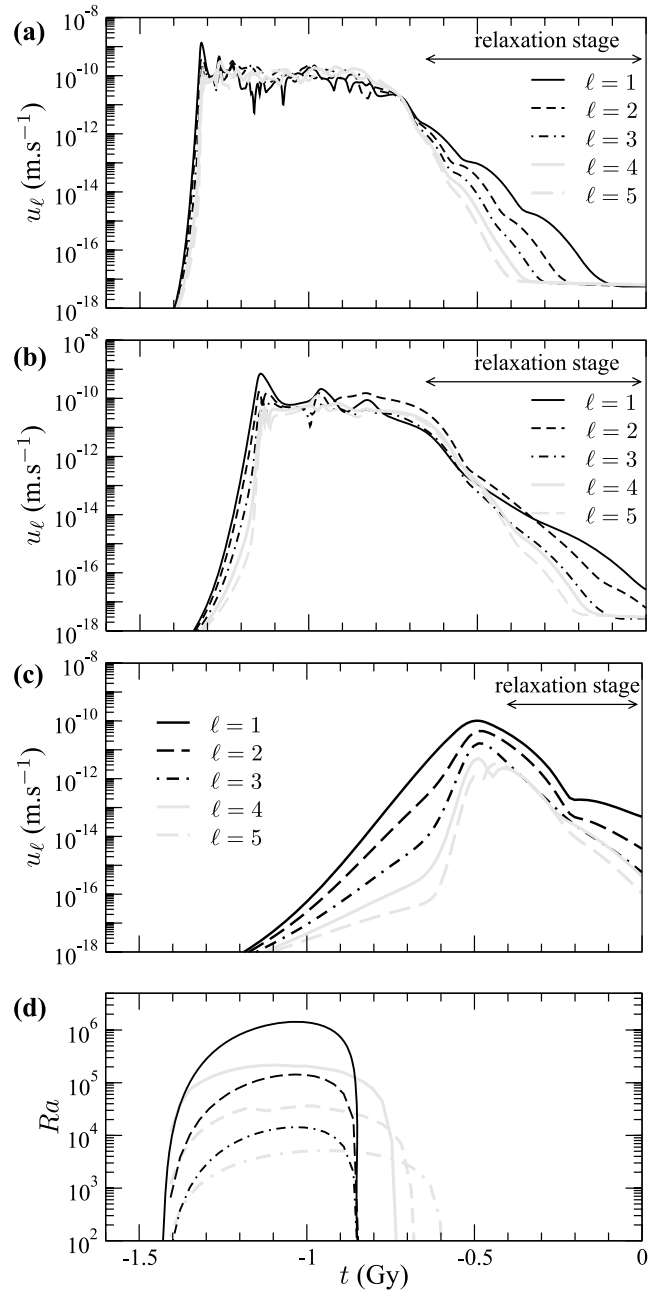 (a)
10^-8
10^-10
10^-12
10^-14
10^-16
10^-18
u_ℓ (m.s^-1)
relaxation stage
ℓ = 1
ℓ = 2
ℓ = 3
ℓ = 4
ℓ = 5
(b)
10^-8
10^-10
10^-12
10^-14
10^-16
10^-18
u_ℓ (m.s^-1)
relaxation stage
ℓ = 1
ℓ = 2
ℓ = 3
ℓ = 4
ℓ = 5
(c)
10^-8
10^-10
10^-12
10^-14
10^-16
10^-18
u_ℓ (m.s^-1)
relaxation stage
ℓ = 1
ℓ = 2
ℓ = 3
ℓ = 4
ℓ = 5
(d)
10^6
10^5
10^4
10^3
10^2
Ra
-1.5 -1 -0.5 0
t (Gy)